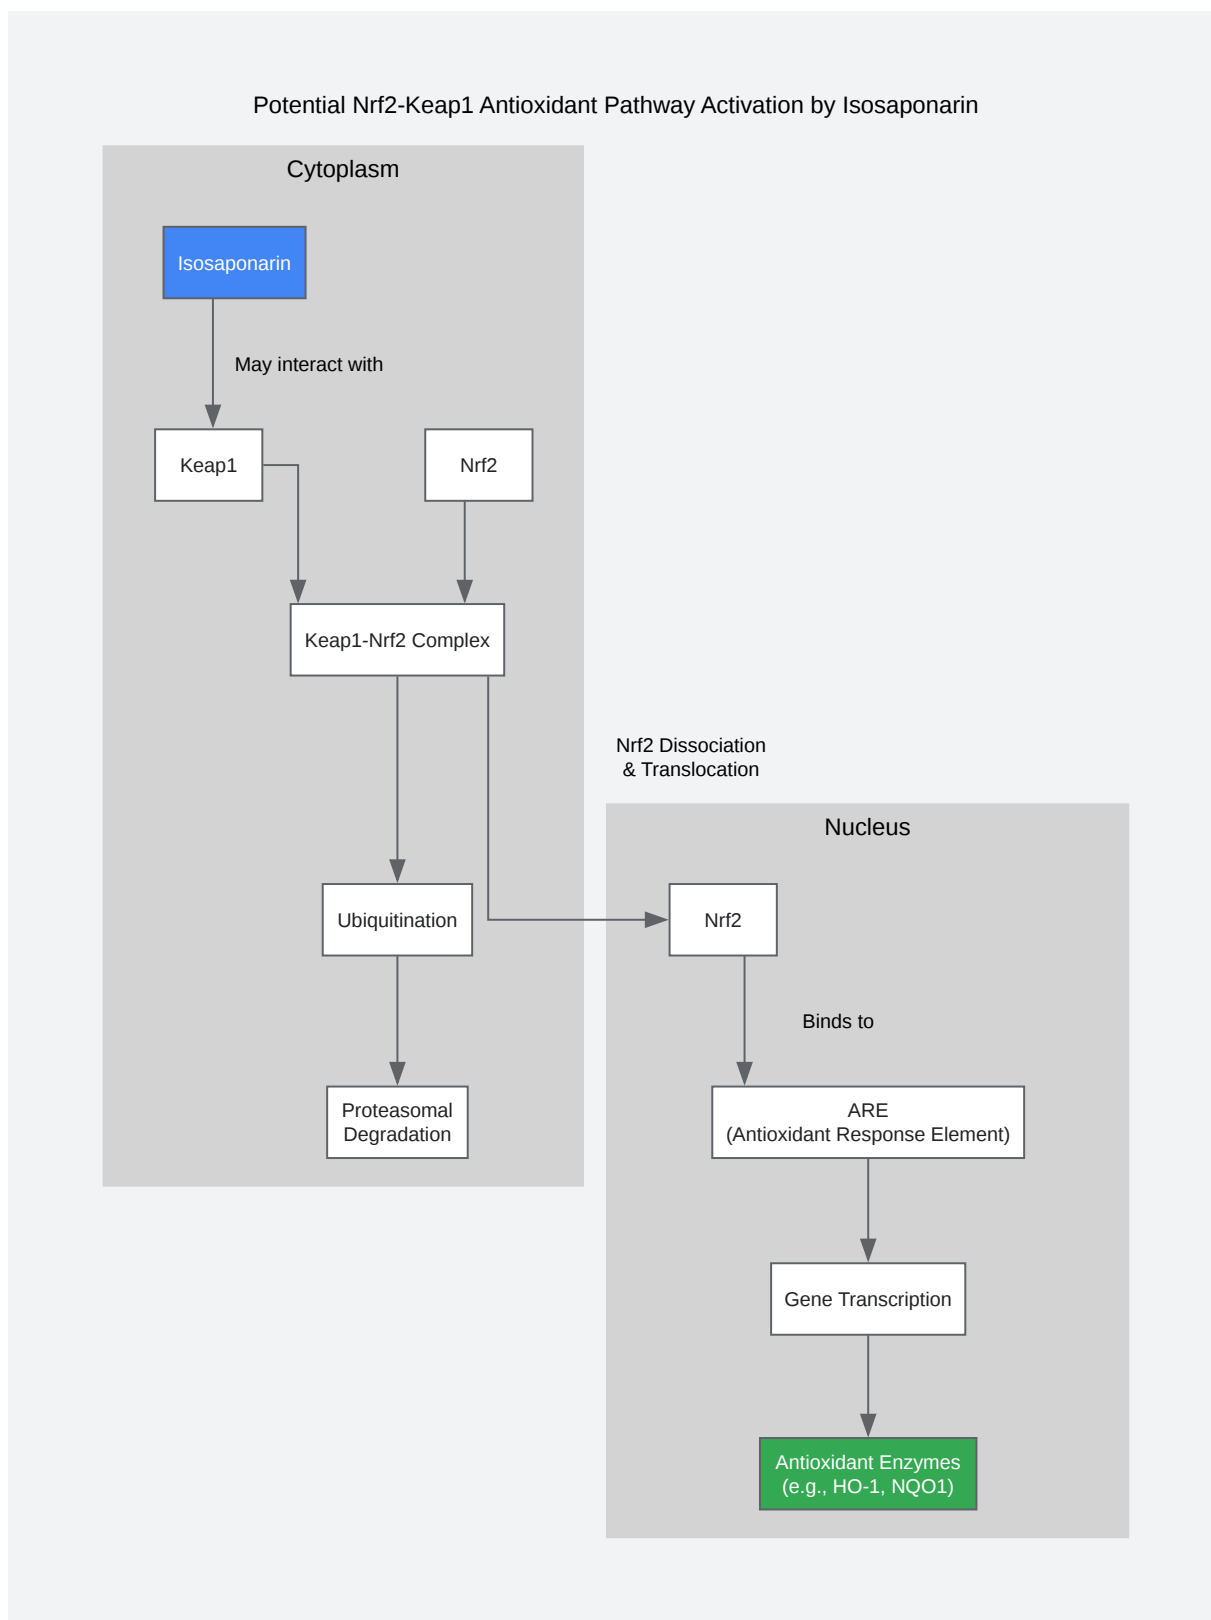 Potential Nrf2-Keap1 Antioxidant Pathway Activation by Isosaponarin
Cytoplasm
Isosaponarin
May interact with
Keap1
Nrf2
Keap1-Nrf2 Complex
Nrf2 Dissociation
& Translocation
Nucleus
Ubiquitination
Nrf2
Binds to
Proteasomal
Degradation
ARE
(Antioxidant Response Element)
Gene Transcription
Antioxidant Enzymes
(e.g., HO-1, NQO1)